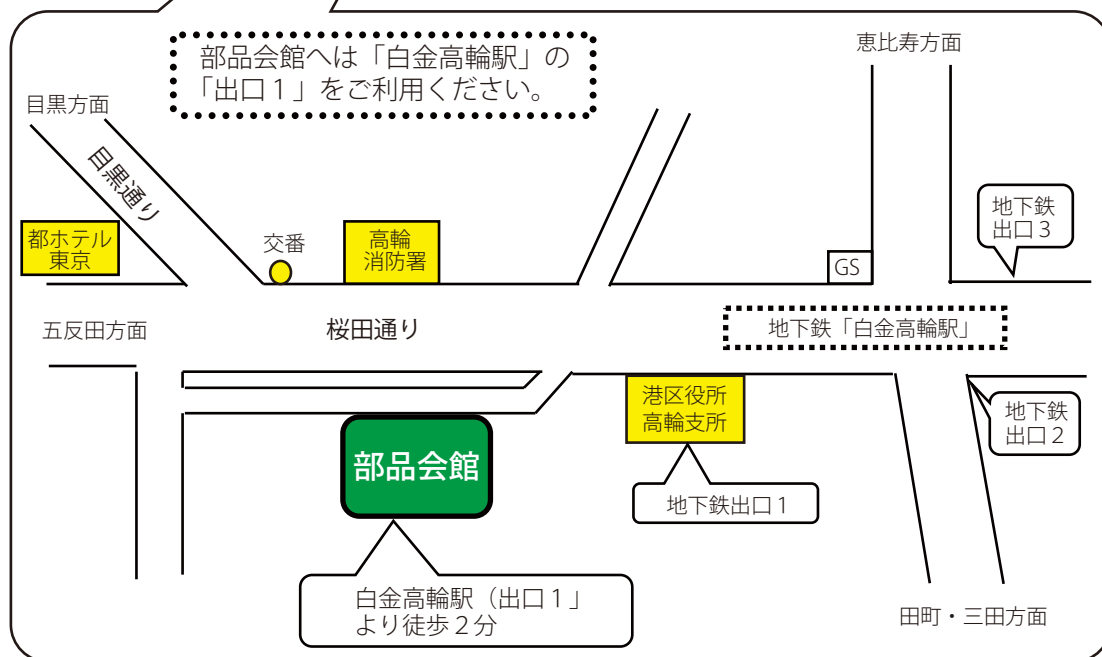 部品会館へは「白金高輪駅」の
「出口１」をご利用ください。
恵比寿方面
目黒方面
目黒通り
都ホテル
東京
交番
高輪
消防署
GS
地下鉄
出口３
五反田方面
桜田通り
地下鉄「白金高輪駅」
港区役所
高輪支所
地下鉄
出口２
部品会館
地下鉄出口１
白金高輪駅（出口１」
より徒歩２分
田町・三田方面